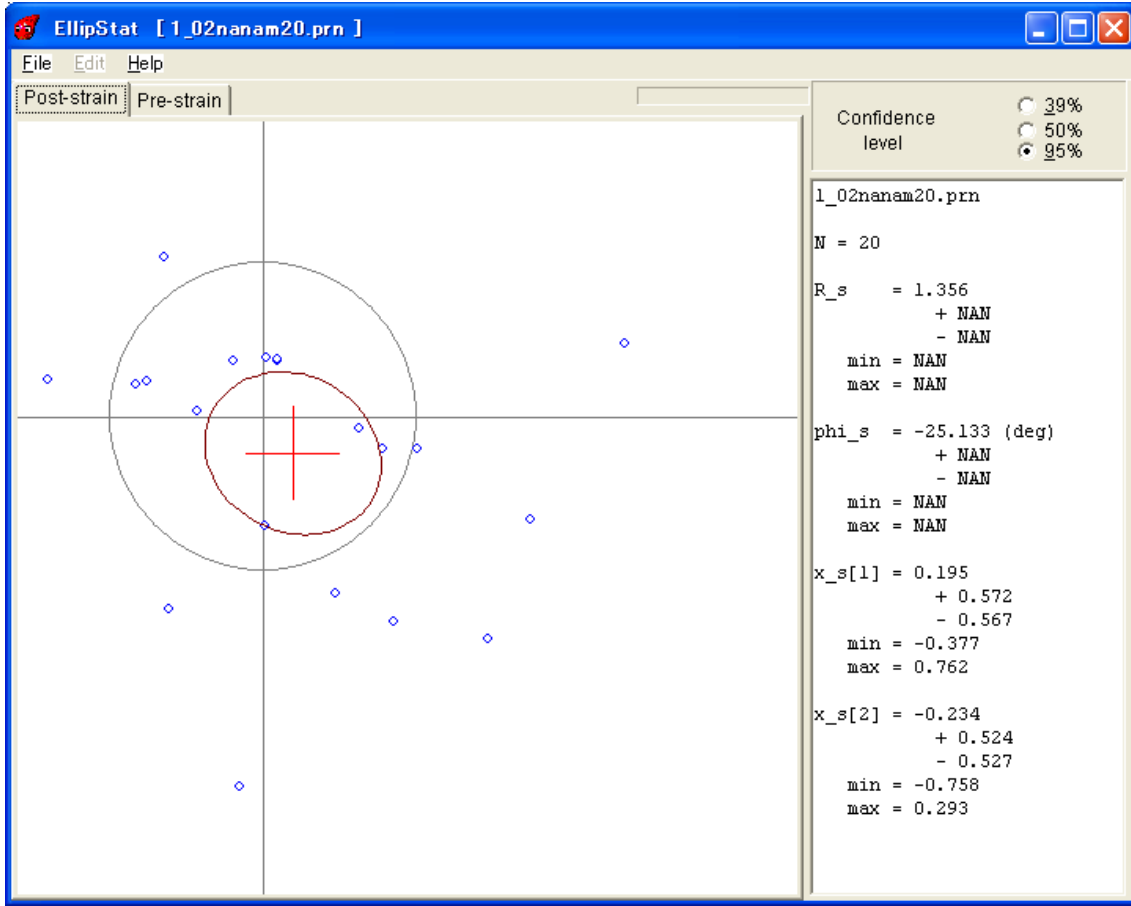 EllipStat [ 1_02nanam20.prn ]
File Edit Help
Post-strain Pre-strain
Confidence
level
39%
50%
95%
1_02nanam20.prn
N = 20
R_s = 1.356
+ NAN
- NAN
min = NAN
max = NAN
phi_s = -25.133 (deg)
+ NAN
- NAN
min = NAN
max = NAN
x_s[1] = 0.195
+ 0.572
- 0.567
min = -0.377
max = 0.762
x_s[2] = -0.234
+ 0.524
- 0.527
min = -0.758
max = 0.293